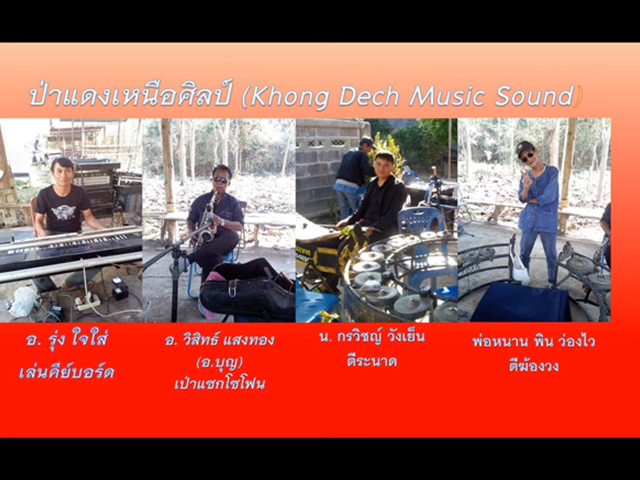 ป่าแดงเหนือศิลป์ (Khong Dech Music Sound)
อ. รุ่ง ใจใส่
เล่นคีย์บอร์ด
อ. วิสิทธ์ แสงทอง
(อ.บุญ)
เป่าแซกโซโฟน
น. กรวิชญ์ วังเย็น
ตีระนาด
พ่อหนาน พิน ว่องไว
ตีฆ้องวง